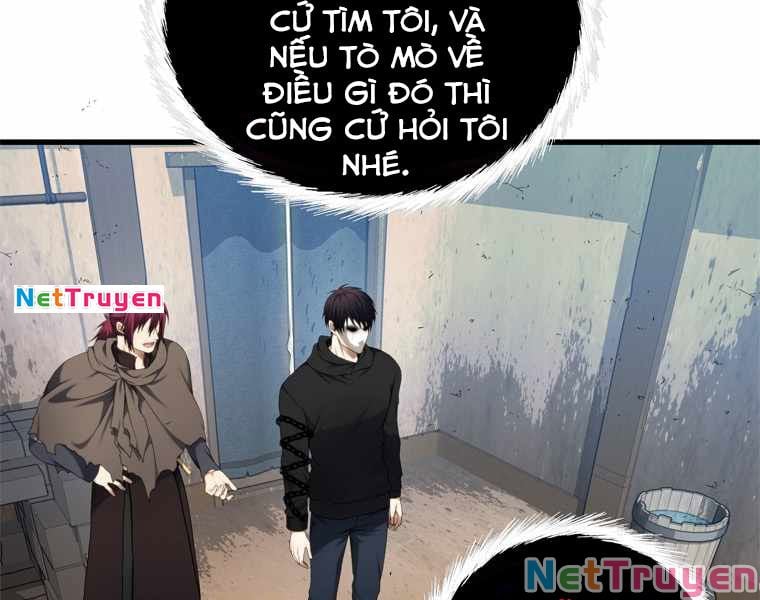 CỨ TÌM TÔI, VÀ
NẾU TÒ MÒ VỀ
ĐIỀU GÌ ĐÓ THÌ
CŨNG CỨ HỎI TÔI
NHÉ.
NETTRUYEN
NetTruyen